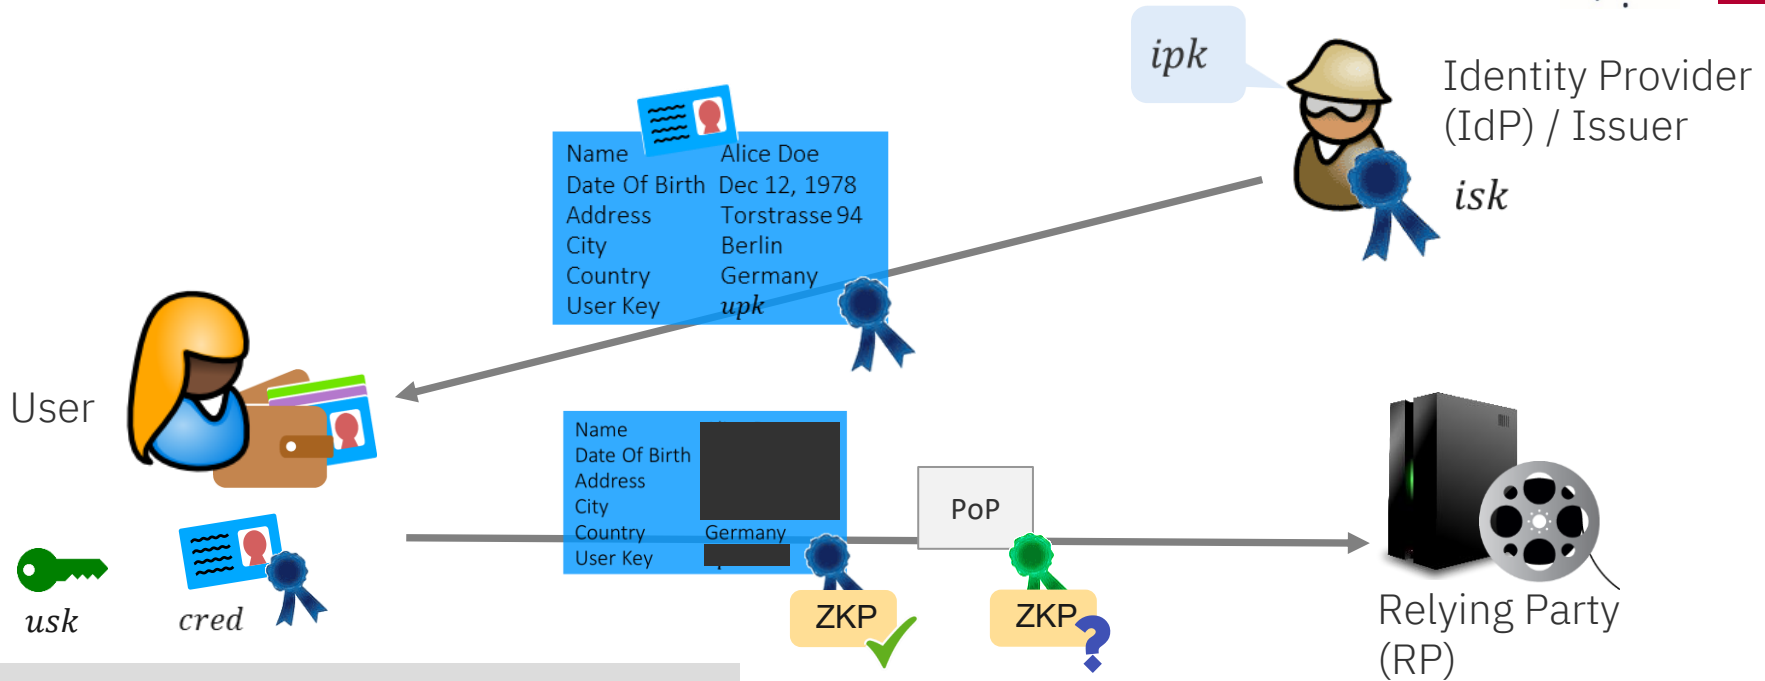 ipk
Identity Provider
(IdP) / Issuer
isk
Name Alice Doe
Date Of Birth Dec 12, 1978
Address Torstrasse 94
City Berlin
Country Germany
User Key upk
User
Name
Date Of Birth
Address
City
Country Germany
User Key
PoP
usk
cred
ZKP
ZKP ?
Relying Party
(RP)